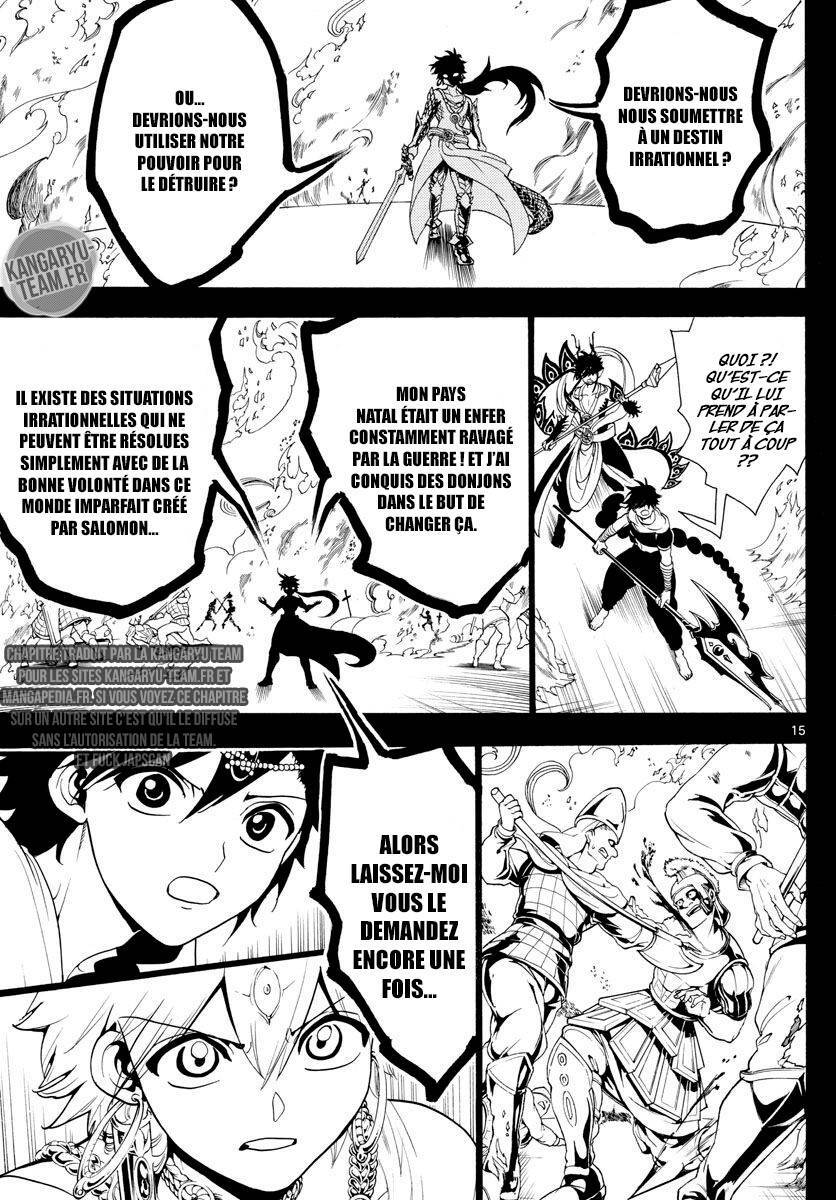 DEVRIONS-NOUS
NOUS SOUMETTRE
À UN DESTIN
IRRATIONNEL ?
OU...
DEVRIONS-NOUS
UTILISER NOTRE
POUVOIR POUR
LE DÉTRUIRE ?
KANGARYU-
TEAM.FR
QUOI ?!
QU'EST-CE
QU'IL LUI
PREND À PAR-
LER DE ÇA
TOUT À COUP
??
MON PAYS
NATAL ÉTAIT UN ENFER
CONSTAMMENT RAVAGÉ
PAR LA GUERRE ! ET J'AI
CONQUIS DES DONJONS
DANS LE BUT DE
CHANGER ÇA.
IL EXISTE DES SITUATIONS
IRRATIONNELLES QUI NE
PEUVENT ÊTRE RÉSOLUES
SIMPLEMENT AVEC DE LA
BONNE VOLONTÉ DANS CE
MONDE IMPARFAIT CRÉÉ
PAR SALOMON...
CHAPITRE TRADUIT PAR LA KANGARYU TEAM
POUR LES SITES KANGARYU-TEAM.FR ET
MANGAPEDIA.FR. SI VOUS VOYEZ CE CHAPITRE
SUR UN AUTRE SITE C'EST QU'IL LE DIFFUSE
SANS L'AUTORISATION DE LA TEAM.
ET FUCK JAPSCAN
15
ALORS
LAISSEZ-MOI
VOUS LE
DEMANDEZ
ENCORE UNE
FOIS...